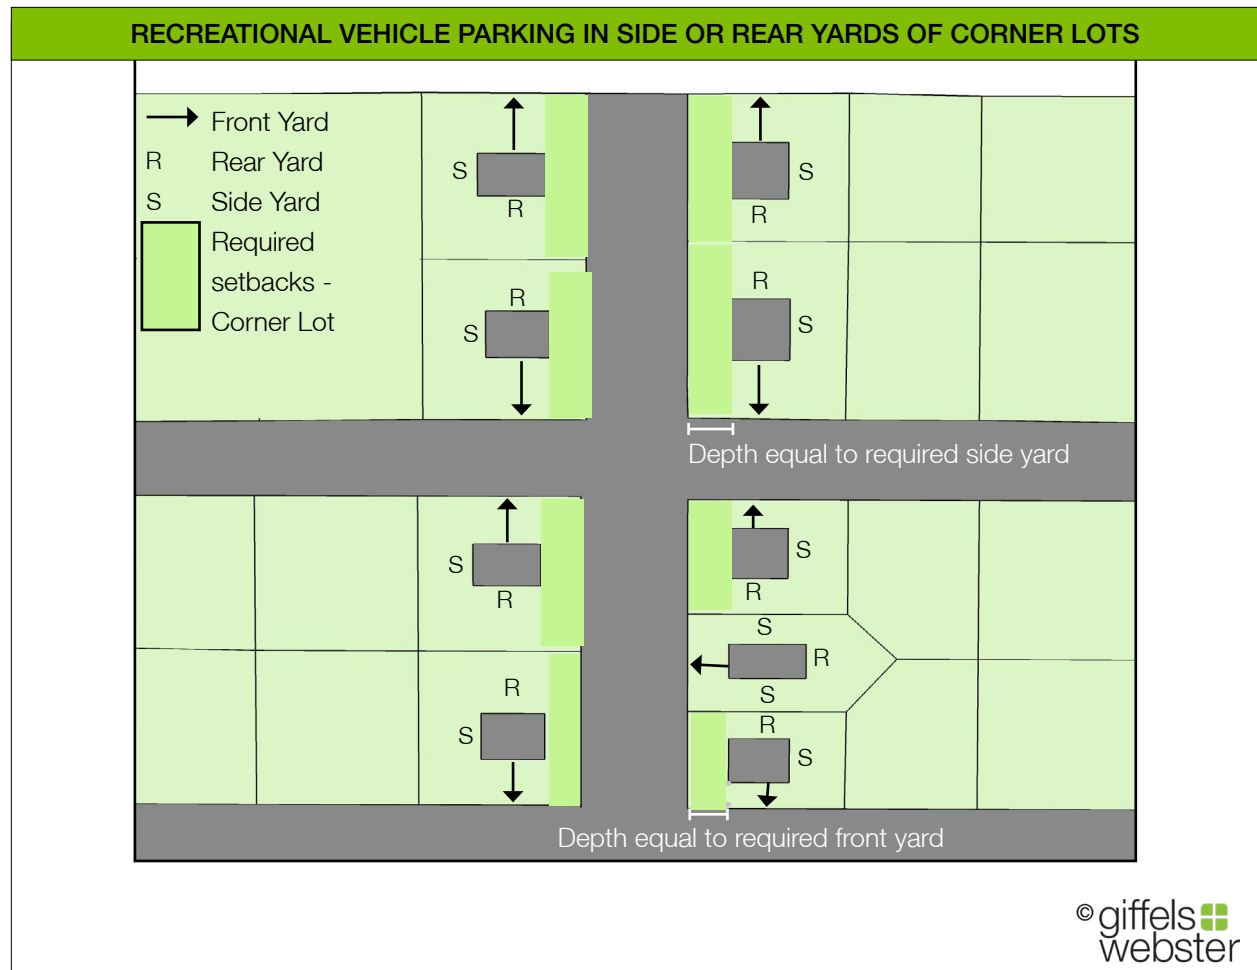 RECREATIONAL VEHICLE PARKING IN SIDE OR REAR YARDS OF CORNER LOTS
Front Yard
R Rear Yard
S Side Yard
Required
setbacks -
Corner Lot
S
R
S
R
R
S
R
S
Depth equal to required side yard
S
R
S
R
S
R
S
R
S
R
S
R
S
Depth equal to required front yard
© giffels
webster